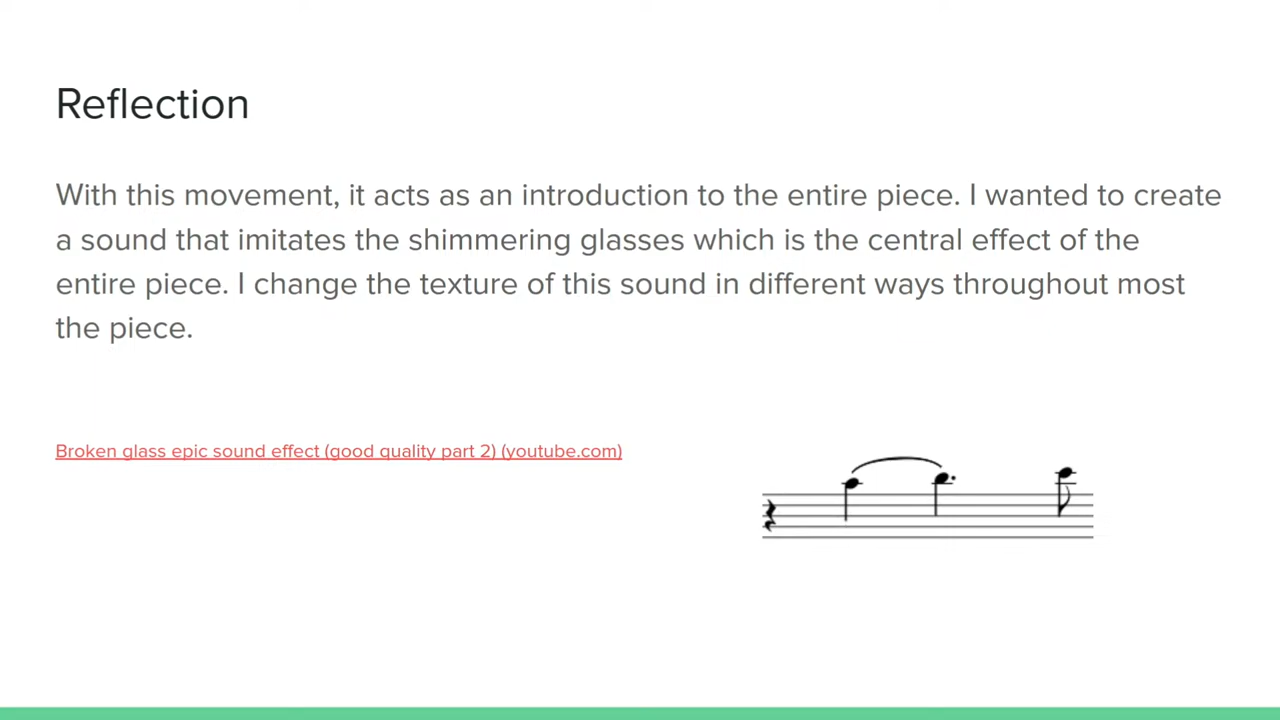 Reflection
With this movement, it acts as an introduction to the entire piece. I wanted to create
a sound that imitates the shimmering glasses which is the central effect of the
entire piece. I change the texture of this sound in different ways throughout most
the piece.
Broken glass epic sound effect (good quality part 2) (youtube.com)